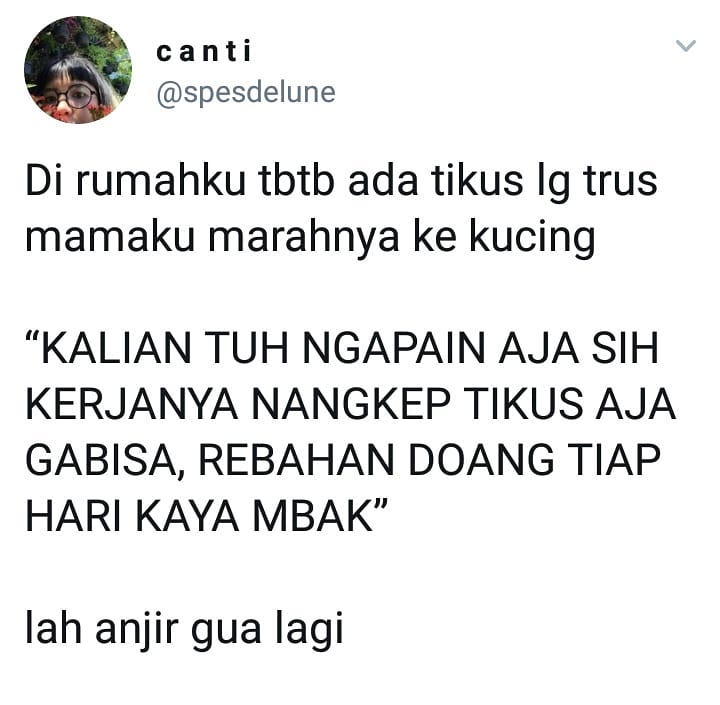 canti
@spesdelune
Di rumahku tbtb ada tikus lg trus
mamaku marahnya ke kucing
“KALIAN TUH NGAPAIN AJA SIH
KERJANYA NANGKEP TIKUS AJA
GABISA, REBAHAN DOANG TIAP
HARI KAYA MBAK”
lah anjir gua lagi